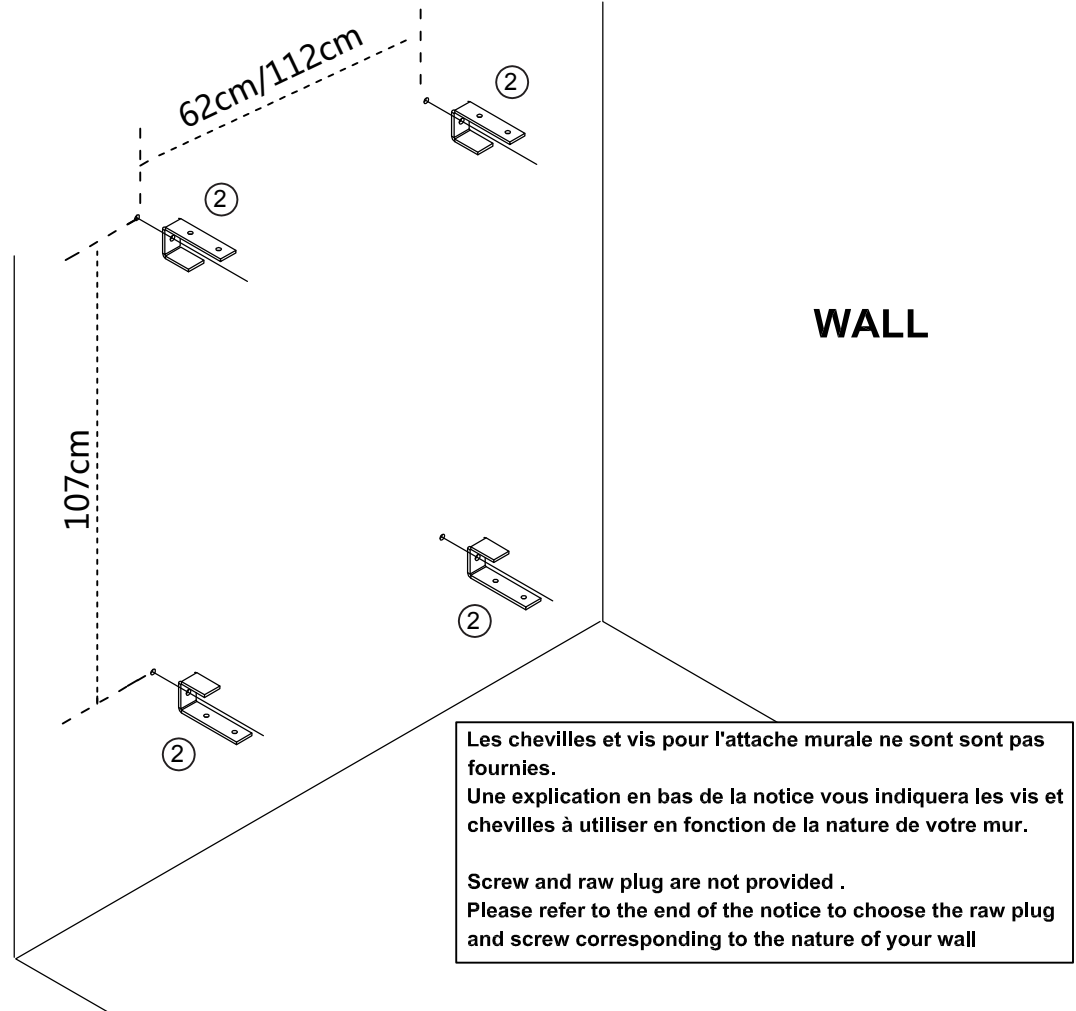 62cm/112cm
②
②
WALL
107cm
②
②
Les chevilles et vis pour l'attache murale ne sont sont pas
fournies.
Une explication en bas de la notice vous indiquera les vis et
chevilles à utiliser en fonction de la nature de votre mur.
Screw and raw plug are not provided .
Please refer to the end of the notice to choose the raw plug
and screw corresponding to the nature of your wall